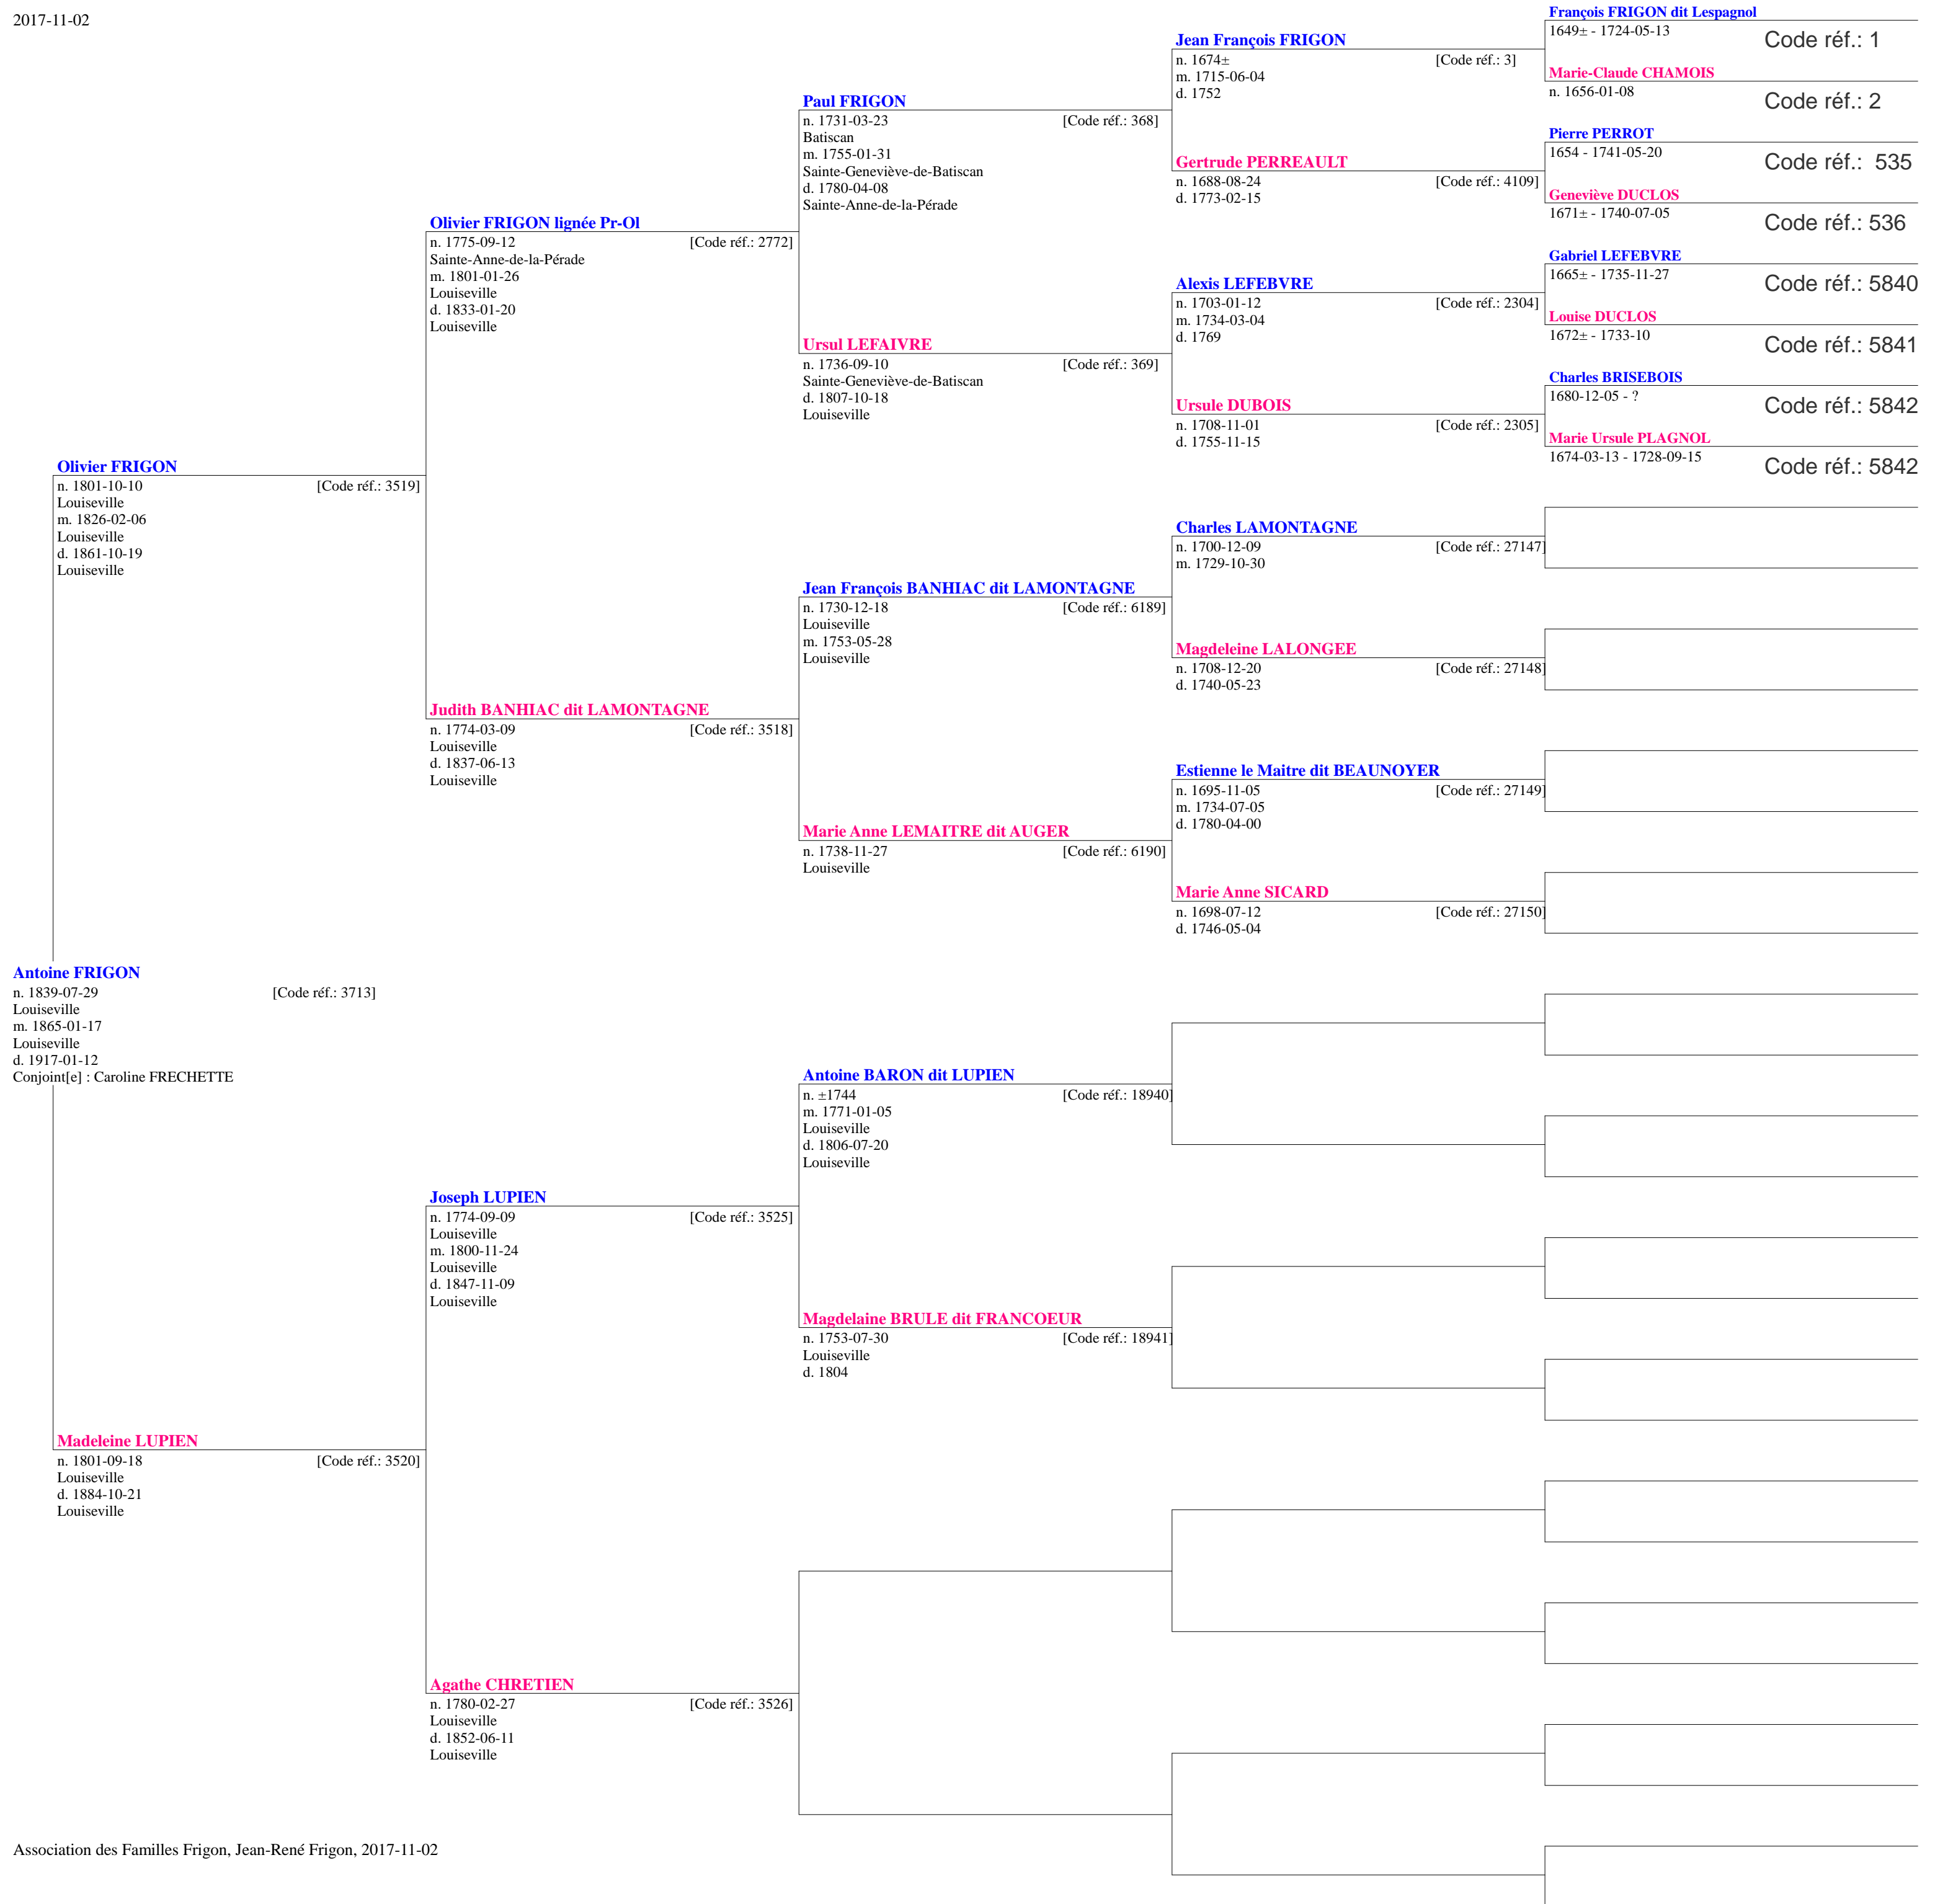 2017-11-02
François FRIGON dit Lespagnol
1649± - 1724-05-13
Code réf.: 1
Marie-Claude CHAMOIS
n. 1656-01-08
Code réf.: 2
Pierre PERROT
1654 - 1741-05-20
Code réf.: 535
Geneviève DUCLOS
1671± - 1740-07-05
Code réf.: 536
Gabriel LEFEBVRE
1665± - 1735-11-27
Code réf.: 5840
Louise DUCLOS
1672± - 1733-10
Code réf.: 5841
Charles BRISEBOIS
1680-12-05 - ?
Code réf.: 5842
Marie Ursule PLAGNOL
1674-03-13 - 1728-09-15
Code réf.: 5842
Jean François FRIGON
n. 1674± [Code réf.: 3]
m. 1715-06-04
d. 1752
Gertrude PERREAULT
n. 1688-08-24 [Code réf.: 4109]
d. 1773-02-15
Alexis LEFEBVRE
n. 1703-01-12 [Code réf.: 2304]
m. 1734-03-04
d. 1769
Ursule DUBOIS
n. 1708-11-01 [Code réf.: 2305]
d. 1755-11-15
Charles LAMONTAGNE
n. 1700-12-09 [Code réf.: 27147]
m. 1729-10-30
Magdeleine LALONGEE
n. 1708-12-20 [Code réf.: 27148]
d. 1740-05-23
Estienne le Maitre dit BEAUNOYER
n. 1695-11-05 [Code réf.: 27149]
m. 1734-07-05
d. 1780-04-00
Marie Anne SICARD
n. 1698-07-12 [Code réf.: 27150]
d. 1746-05-04
Paul FRIGON
n. 1731-03-23 [Code réf.: 368]
Batiscan
m. 1755-01-31
Sainte-Geneviève-de-Batiscan
d. 1780-04-08
Sainte-Anne-de-la-Pérade
Ursul LEFAIVRE
n. 1736-09-10 [Code réf.: 369]
Sainte-Geneviève-de-Batiscan
d. 1807-10-18
Louiseville
Jean François BANHIAC dit LAMONTAGNE
n. 1730-12-18 [Code réf.: 6189]
Louiseville
m. 1753-05-28
Louiseville
Marie Anne LEMAITRE dit AUGER
n. 1738-11-27 [Code réf.: 6190]
Louiseville
Antoine BARON dit LUPIEN
n. ±1744 [Code réf.: 18940]
m. 1771-01-05
Louiseville
d. 1806-07-20
Louiseville
Magdelaine BRULE dit FRANCOEUR
n. 1753-07-30 [Code réf.: 18941]
Louiseville
d. 1804
Olivier FRIGON lignée Pr-Ol
n. 1775-09-12 [Code réf.: 2772]
Sainte-Anne-de-la-Pérade
m. 1801-01-26
Louiseville
d. 1833-01-20
Louiseville
Judith BANHIAC dit LAMONTAGNE
n. 1774-03-09 [Code réf.: 3518]
Louiseville
d. 1837-06-13
Louiseville
Joseph LUPIEN
n. 1774-09-09 [Code réf.: 3525]
Louiseville
m. 1800-11-24
Louiseville
d. 1847-11-09
Louiseville
Agathe CHRETIEN
n. 1780-02-27 [Code réf.: 3526]
Louiseville
d. 1852-06-11
Louiseville
Olivier FRIGON
n. 1801-10-10 [Code réf.: 3519]
Louiseville
m. 1826-02-06
Louiseville
d. 1861-10-19
Louiseville
Madeleine LUPIEN
n. 1801-09-18 [Code réf.: 3520]
Louiseville
d. 1884-10-21
Louiseville
Antoine FRIGON
n. 1839-07-29 [Code réf.: 3713]
Louiseville
m. 1865-01-17
Louiseville
d. 1917-01-12
Conjoint[e] : Caroline FRECHETTE
Association des Familles Frigon, Jean-René Frigon, 2017-11-02